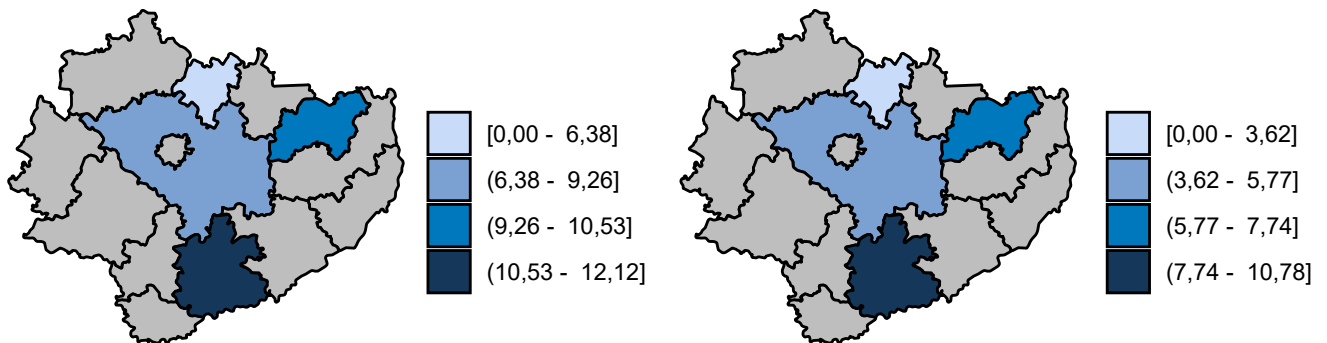 [0,00 - 6,38]
(6,38 - 9,26]
(9,26 - 10,53]
(10,53 - 12,12]
[0,00 - 3,62]
(3,62 - 5,77]
(5,77 - 7,74]
(7,74 - 10,78]